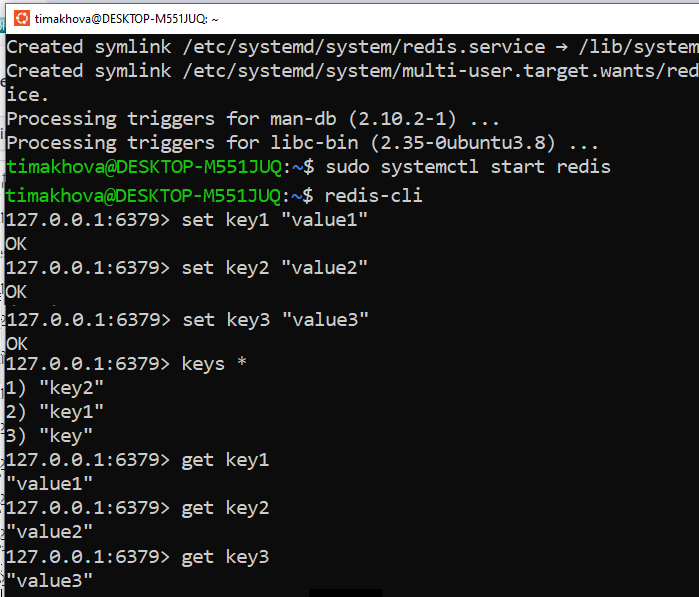 timakhova@DESKTOP-M551JUQ: ~
Created symlink /etc/systemd/system/redis.service → /lib/system
Created symlink /etc/systemd/system/multi-user.target.wants/red
ice.
Processing triggers for man-db (2.10.2-1) ...
Processing triggers for libc-bin (2.35-0ubuntu3.8) ...
timakhova@DESKTOP-M551JUQ:~$ sudo systemctl start redis
timakhova@DESKTOP-M551JUQ:~$ redis-cli
127.0.0.1:6379> set key1 "value1"
OK
127.0.0.1:6379> set key2 "value2"
OK
127.0.0.1:6379> set key3 "value3"
OK
127.0.0.1:6379> keys *
1) "key2"
2) "key1"
3) "key"
127.0.0.1:6379> get key1
"value1"
127.0.0.1:6379> get key2
"value2"
127.0.0.1:6379> get key3
"value3"